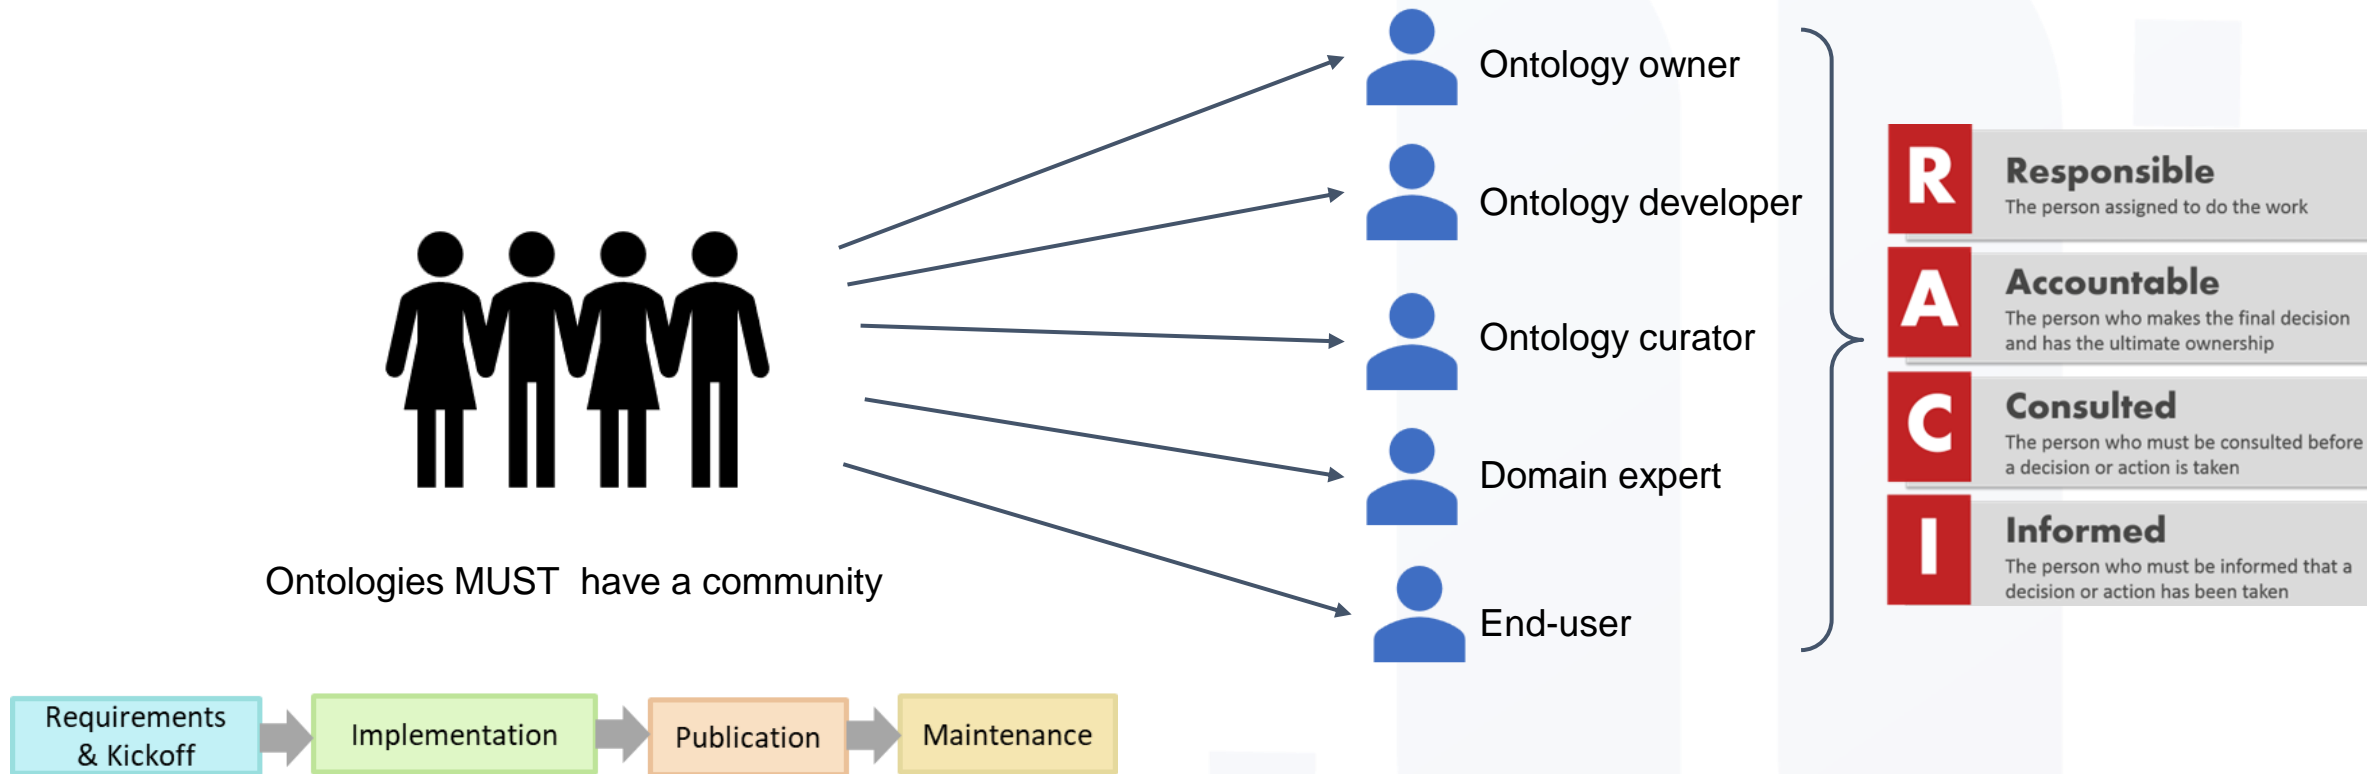 Ontologies MUST  have a community
Ontology owner
Ontology developer
Ontology curator
Domain expert
End-user
R
Responsible
The person assigned to do the work
A
Accountable
The person who makes the final decision
and has the ultimate ownership
C
Consulted
The person who must be consulted before
a decision or action is taken
I
Informed
The person who must be informed that a
decision or action has been taken
Requirements
& Kickoff
Implementation
Publication
Maintenance